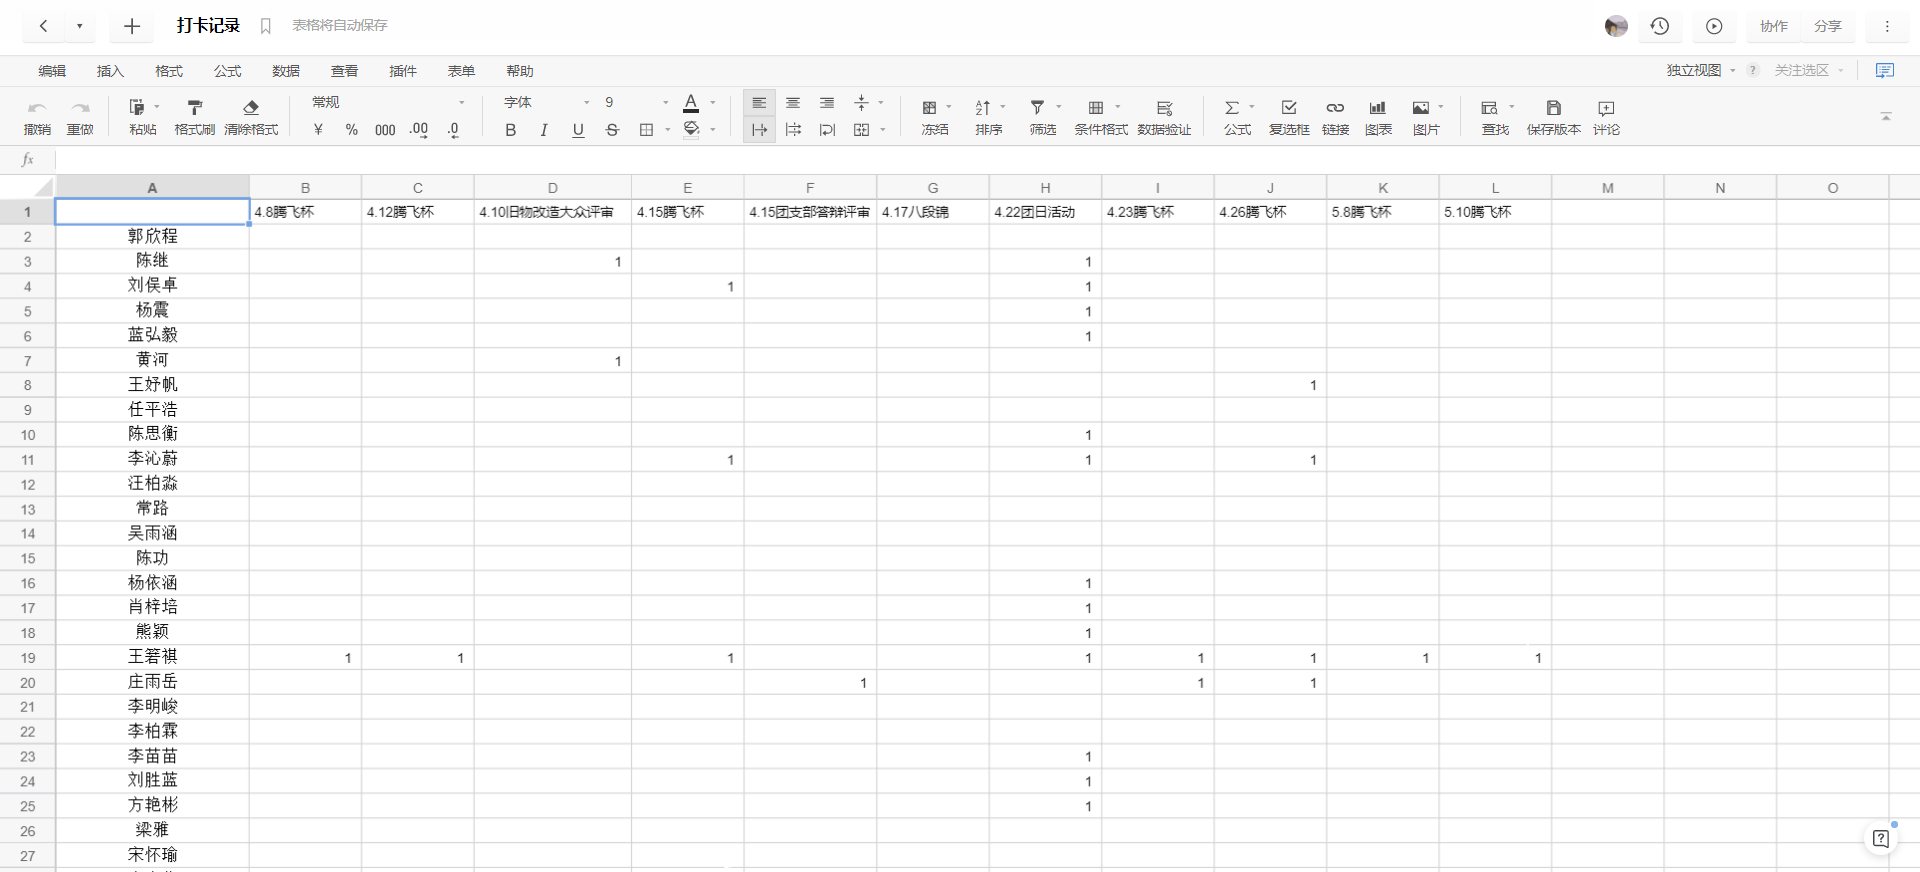 打卡记录 表格将自动保存 协作 分享
编辑 插入 格式 公式 数据 查看 插件 表单 帮助 独立视图 ? 关注选区
撤销 重做 粘贴 格式刷 清除格式 常规 ¥ % 000 .00 .0 字体 9 A B I U S 冻结 排序 筛选 条件格式 数据验证 公式 复选框 链接 图表 图片 查找 保存版本 评论
fx
A B C D E F G H I J K L M N O
1 4.8腾飞杯 4.12腾飞杯 4.10旧物改造大众评审 4.15腾飞杯 4.15团支部答辩评审 4.17八段锦 4.22团日活动 4.23腾飞杯 4.26腾飞杯 5.8腾飞杯 5.10腾飞杯
2 郭欣程
3 陈继 1 1
4 刘俣卓 1 1
5 杨震 1
6 蓝弘毅 1
7 黄河 1
8 王妤帆 1
9 任平浩
10 陈思衡 1
11 李沁蔚 1 1 1
12 汪柏淼
13 常路
14 吴雨涵
15 陈功
16 杨依涵 1
17 肖梓培 1
18 熊颖 1
19 王箬祺 1 1 1 1 1 1 1 1
20 庄雨岳 1 1 1
21 李明峻
22 李柏霖
23 李苗苗 1
24 刘胜蓝 1
25 方艳彬 1
26 梁雅
27 宋怀瑜